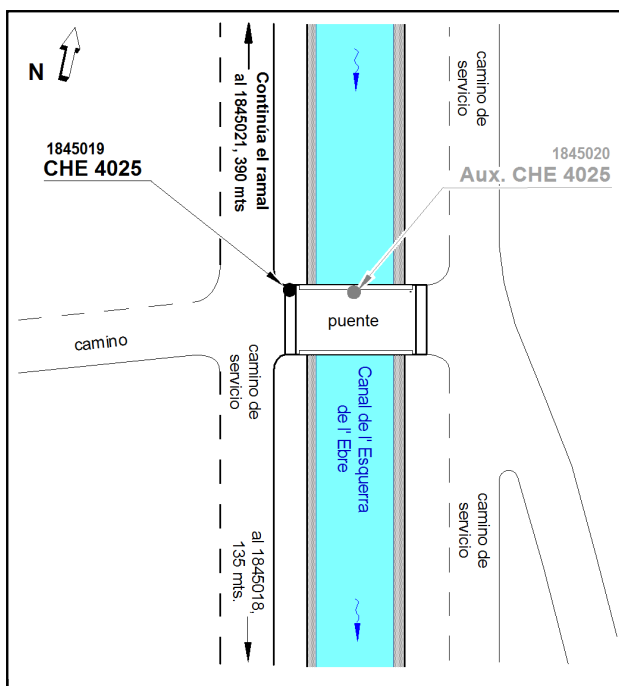 N
Continúa el ramal
al 1845021, 390 mts
camino de
servicio
1845019
CHE 4025
1845020
Aux. CHE 4025
puente
camino
camino de
servicio
Canal de l' Esquerra
de l' Ebre
camino de
servicio
al 1845018,
135 mts.